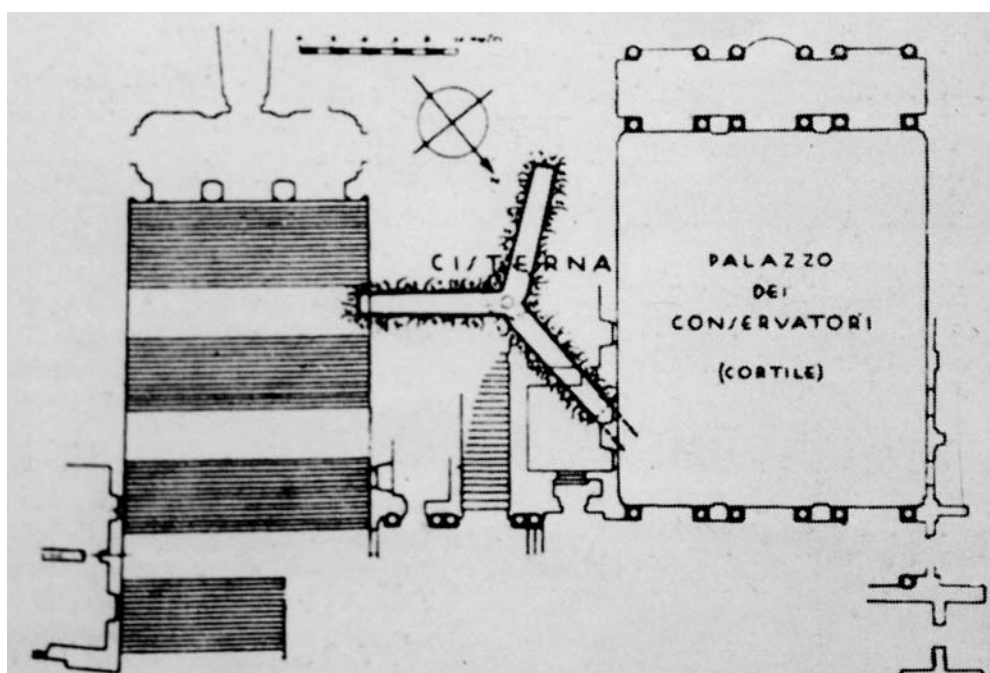 CISTERNA
PALAZZO
DEI
CONSERVATORI
(CORTILE)